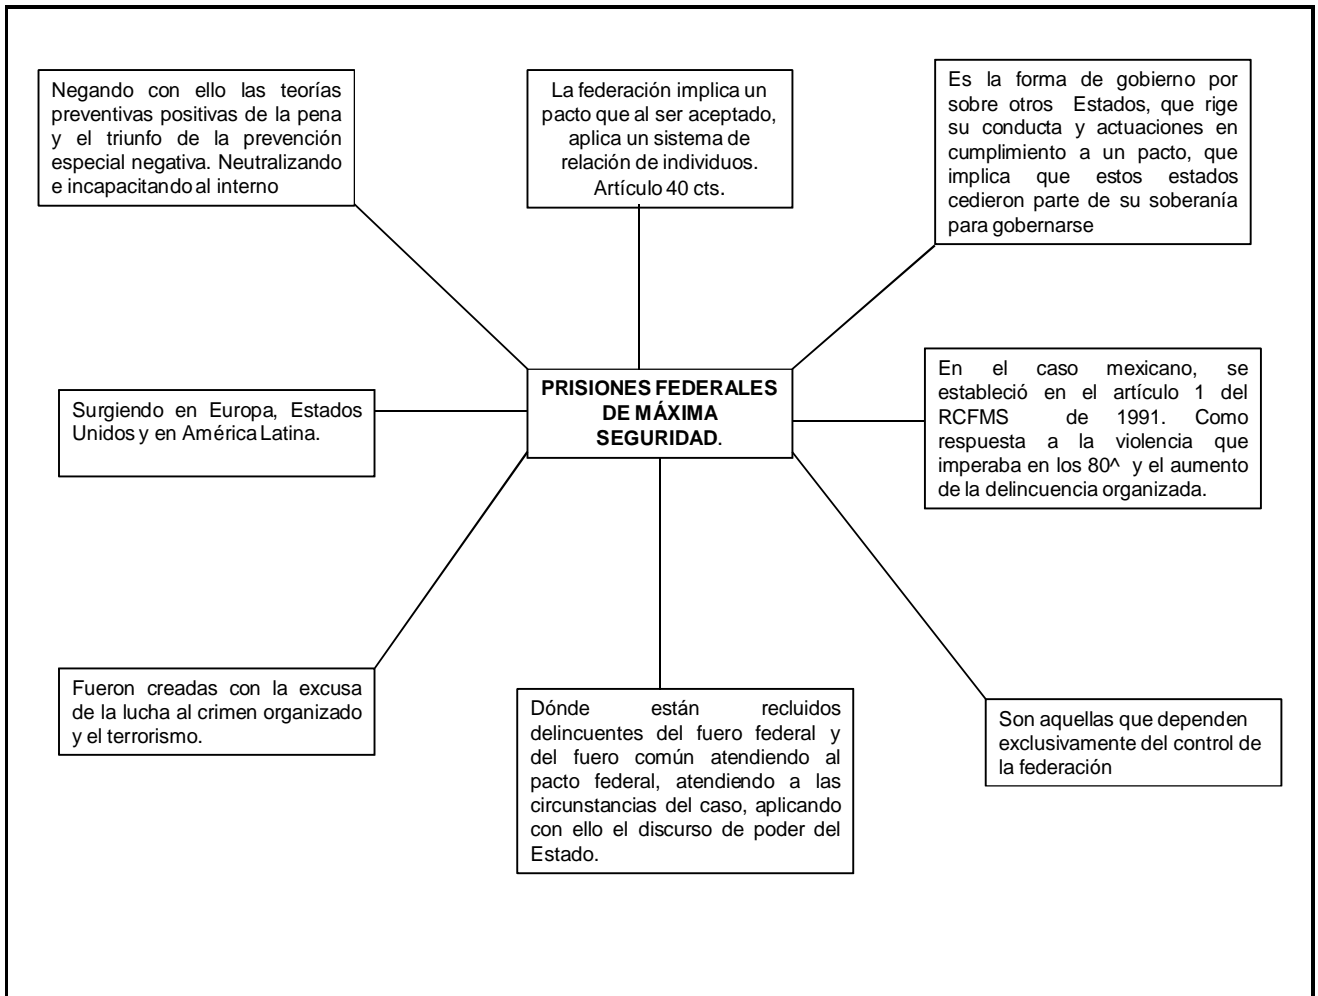 Negando con ello las teorías
preventivas positivas de la pena
y el triunfo de la prevención
especial negativa. Neutralizando
e incapacitando al interno
La federación implica un
pacto que al ser aceptado,
aplica un sistema de
relación de individuos.
Artículo 40 cts.
Es la forma de gobierno por
sobre otros Estados, que rige
su conducta y actuaciones en
cumplimiento a un pacto, que
implica que estos estados
cedieron parte de su soberanía
para gobernarse
Surgiendo en Europa, Estados
Unidos y en América Latina.
PRISIONES FEDERALES
DE MÁXIMA
SEGURIDAD.
En el caso mexicano, se
estableció en el artículo 1 del
RCFMS de 1991. Como
respuesta a la violencia que
imperaba en los 80^ y el aumento
de la delincuencia organizada.
Fueron creadas con la excusa
de la lucha al crimen organizado
y el terrorismo.
Dónde están recluidos
delincuentes del fuero federal y
del fuero común atendiendo al
pacto federal, atendiendo a las
circunstancias del caso, aplicando
con ello el discurso de poder del
Estado.
Son aquellas que dependen
exclusivamente del control de
la federación